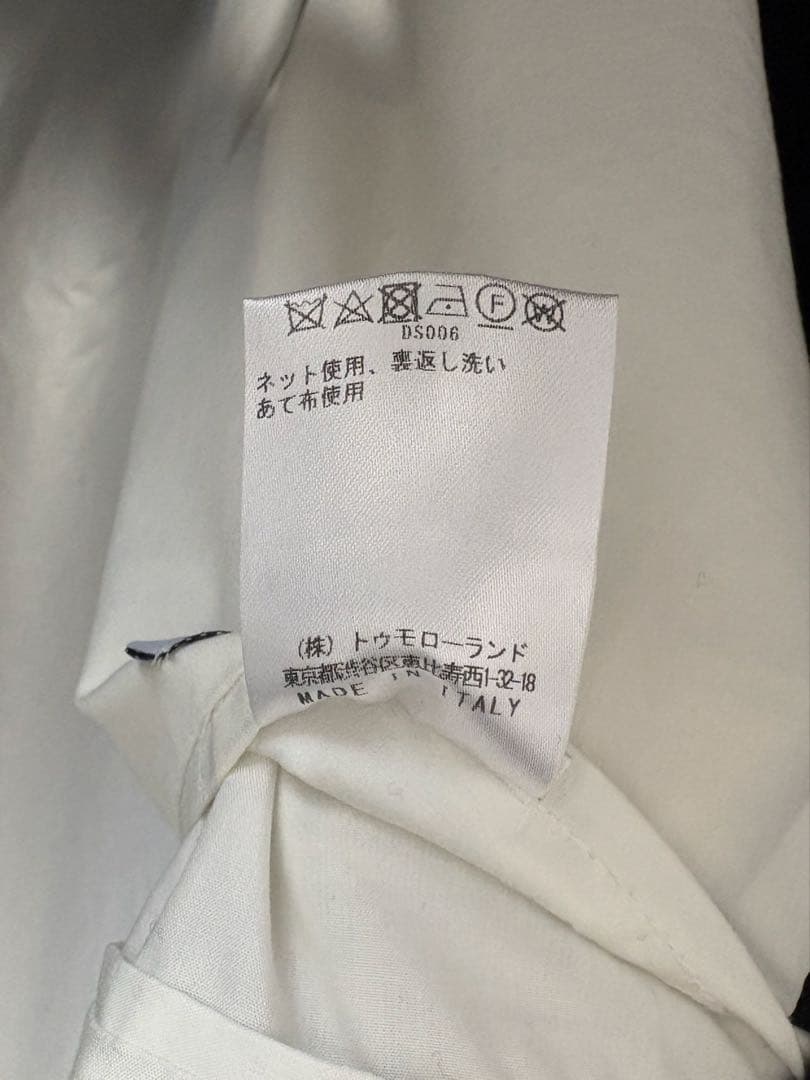 F W
DS006
ネット使用、裏返し洗い
あて布使用
(株) トゥモローランド
東京都渋谷区恵比寿西1-32-18
MADE IN ITALY